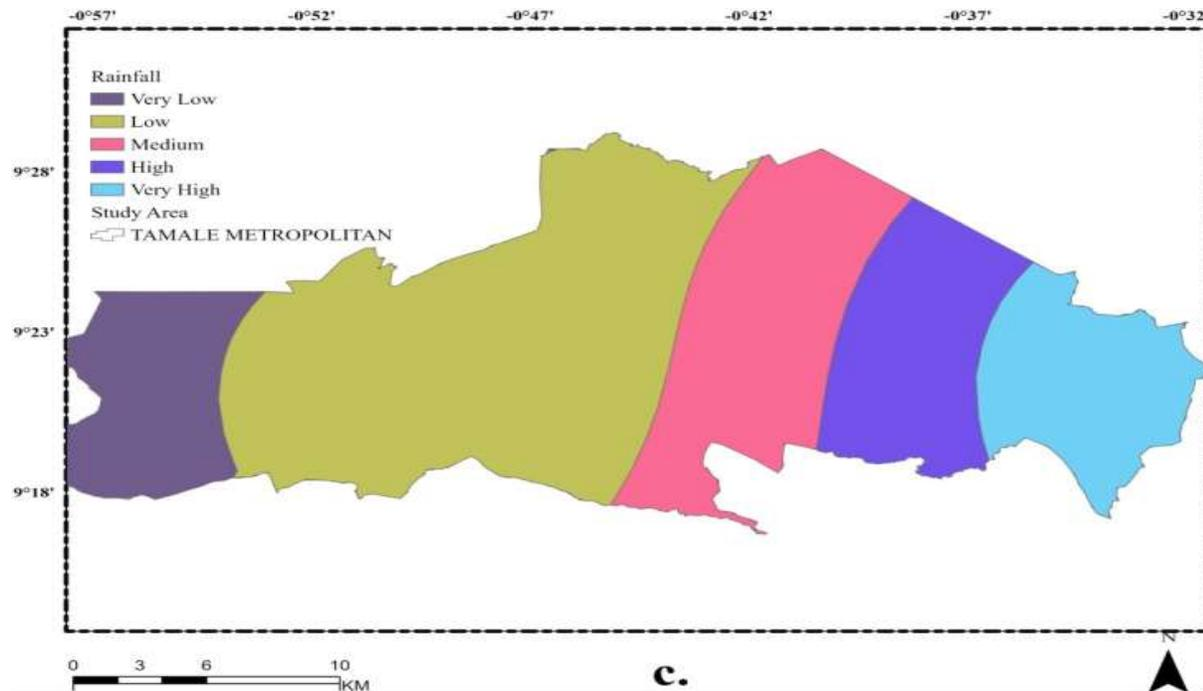 -0°57' -0°52' -0°47' -0°42' -0°37' -0°32'
Rainfall
Very Low
Low
Medium
High
Very High
Study Area
TAMALE METROPOLITAN
9°28'
9°23'
9°18'
0 3 6 10
KM
c.
N